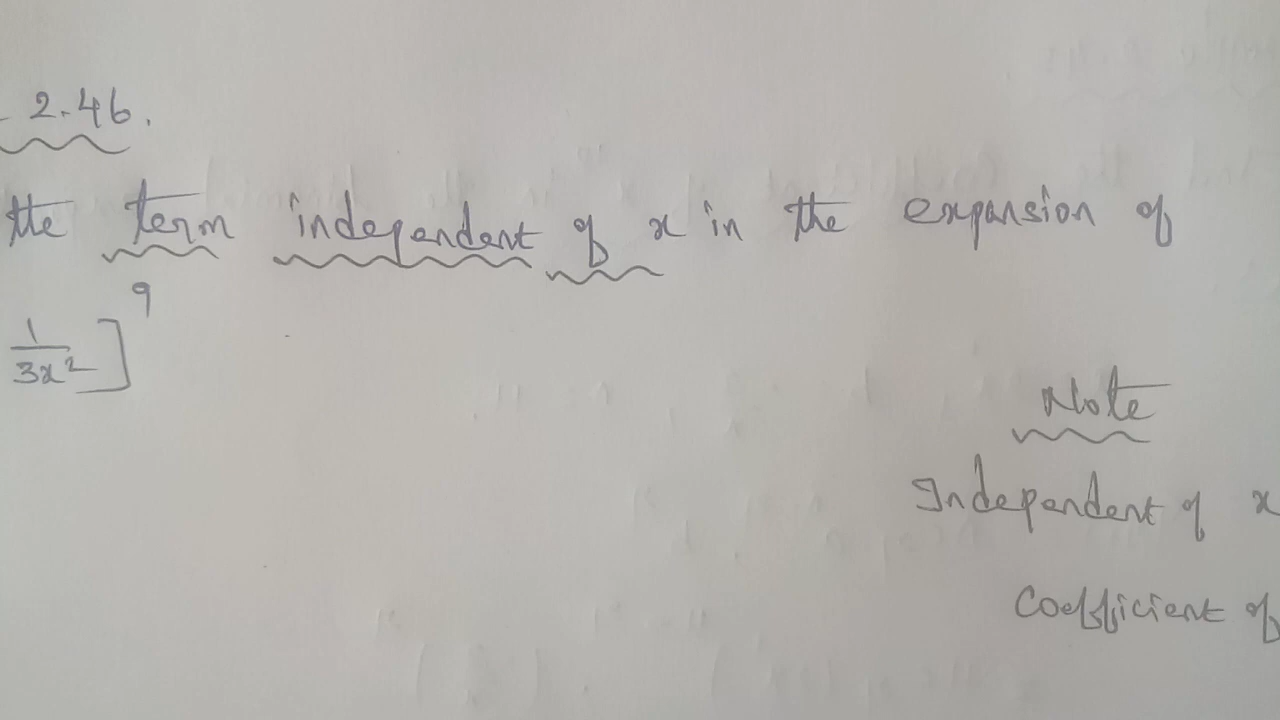 2.46.
the term independent of x in the expansion of
1/3x²]⁹
Note
Independent of x
Coefficient of